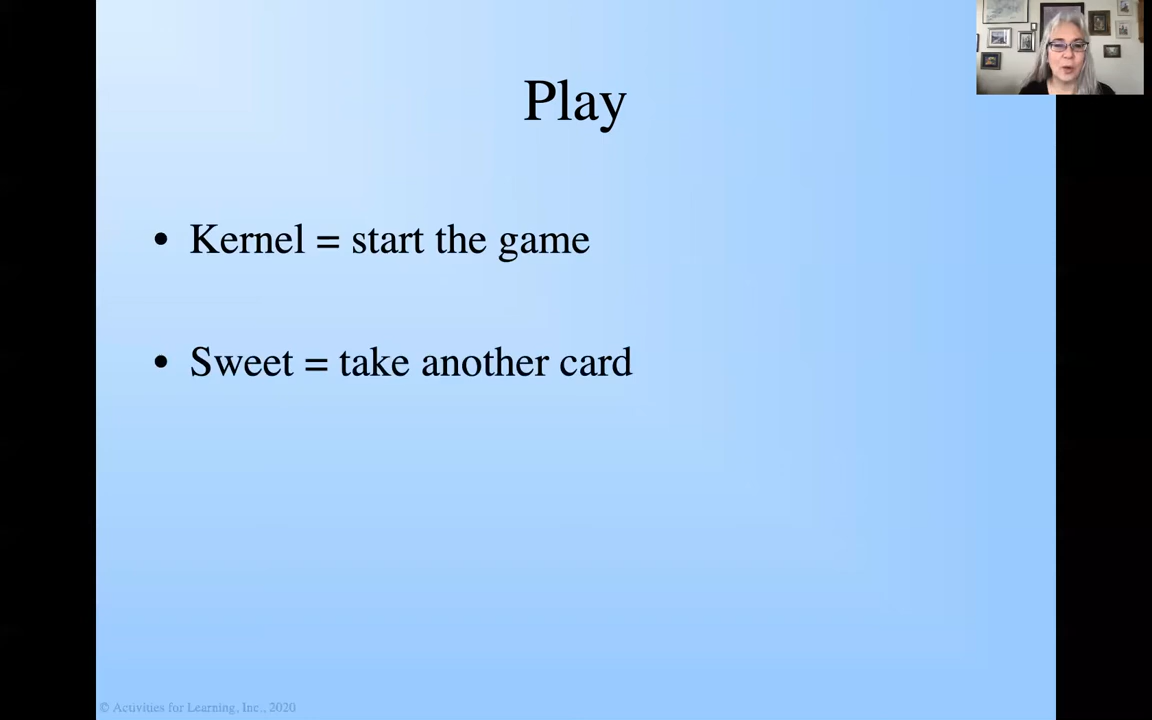 Play
• Kernel = start the game
• Sweet = take another card
© Activities for Learning, Inc., 2020